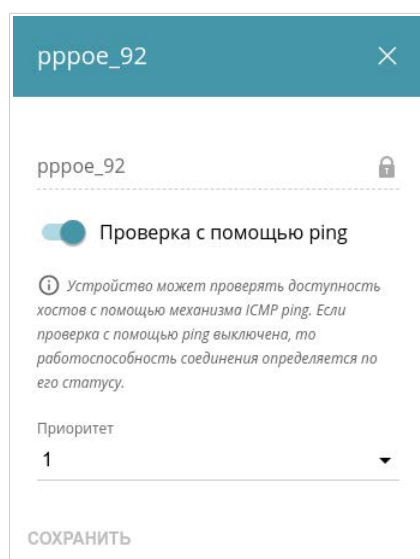 pppoe_92
pppoe_92
Проверка с помощью ping
Устройство может проверять доступность
хостов с помощью механизма ICMP ping. Если
проверка с помощью ping выключена, то
работоспособность соединения определяется по
его статусу.
Приоритет
1
СОХРАНИТЬ